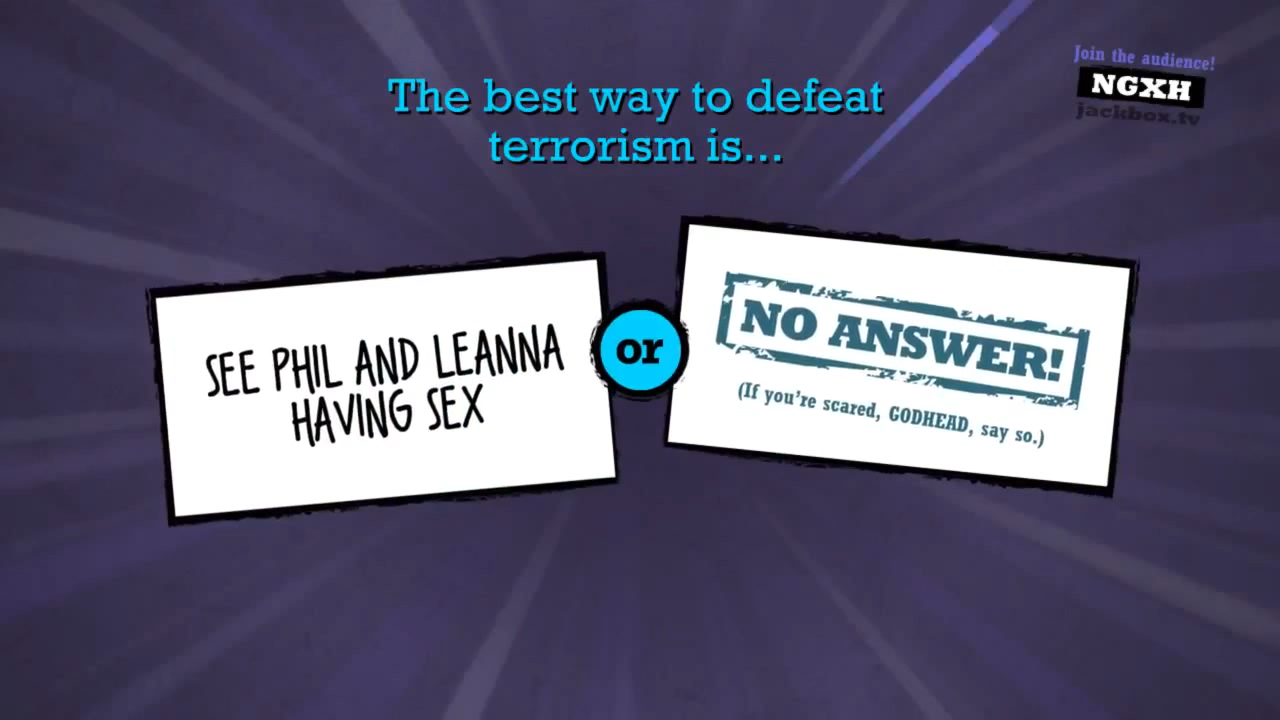 The best way to defeat
terrorism is...
Join the audience!
NGXH
jackbox.tv
SEE PHIL AND LEANNA
HAVING SEX
or
NO ANSWER!
(If you're scared, GODHEAD, say so.)